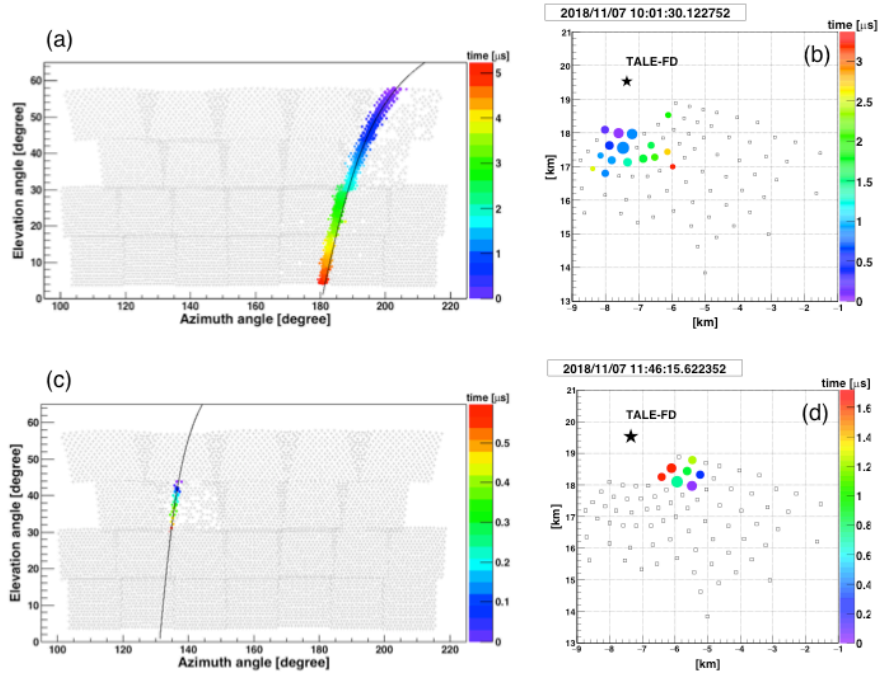 (a)
time [μs]
Elevation angle [degree]
60
50
40
30
20
10
0
5
4
3
2
1
0
100 120 140 160 180 200 220
Azimuth angle [degree]
2018/11/07 10:01:30.122752
(b)
time [μs]
TALE-FD
[km]
21
20
19
18
17
16
15
14
13
3
2.5
2
1.5
1
0.5
0
-9 -8 -7 -6 -5 -4 -3 -2 -1
[km]
(c)
time [μs]
Elevation angle [degree]
60
50
40
30
20
10
0
0.5
0.4
0.3
0.2
0.1
0
100 120 140 160 180 200 220
Azimuth angle [degree]
2018/11/07 11:46:15.622352
(d)
time [μs]
TALE-FD
[km]
21
20
19
18
17
16
15
14
13
1.6
1.4
1.2
1
0.8
0.6
0.4
0.2
0
-9 -8 -7 -6 -5 -4 -3 -2 -1
[km]